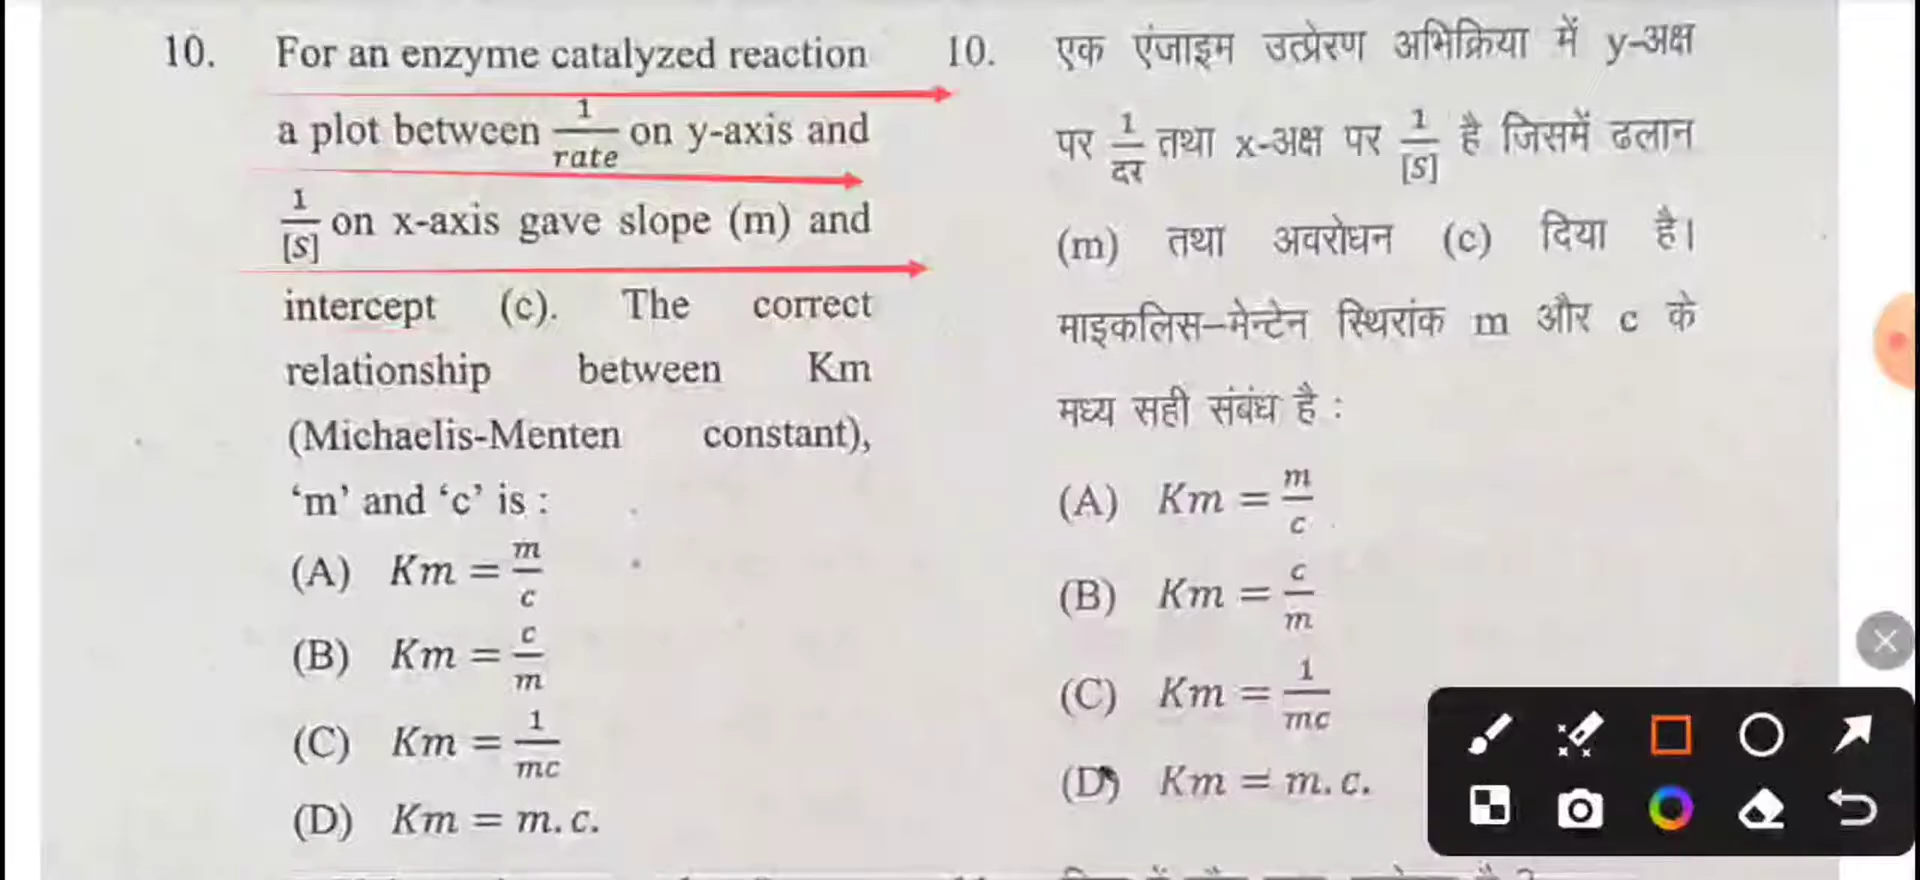 10. For an enzyme catalyzed reaction
a plot between 1/rate on y-axis and
1/[S] on x-axis gave slope (m) and
intercept (c). The correct
relationship between Km
(Michaelis-Menten constant),
‘m’ and ‘c’ is :
(A) Km = m/c
(B) Km = c/m
(C) Km = 1/mc
(D) Km = m. c.
10. एक एंजाइम उत्प्रेरण अभिक्रिया में y-अक्ष
पर 1/दर तथा x-अक्ष पर 1/[S] है जिसमें ढलान
(m) तथा अवरोधन (c) दिया है।
माइकलिस-मेन्टेन स्थिरांक m और c के
मध्य सही संबंध है :
(A) Km = m/c
(B) Km = c/m
(C) Km = 1/mc
(D) Km = m. c.